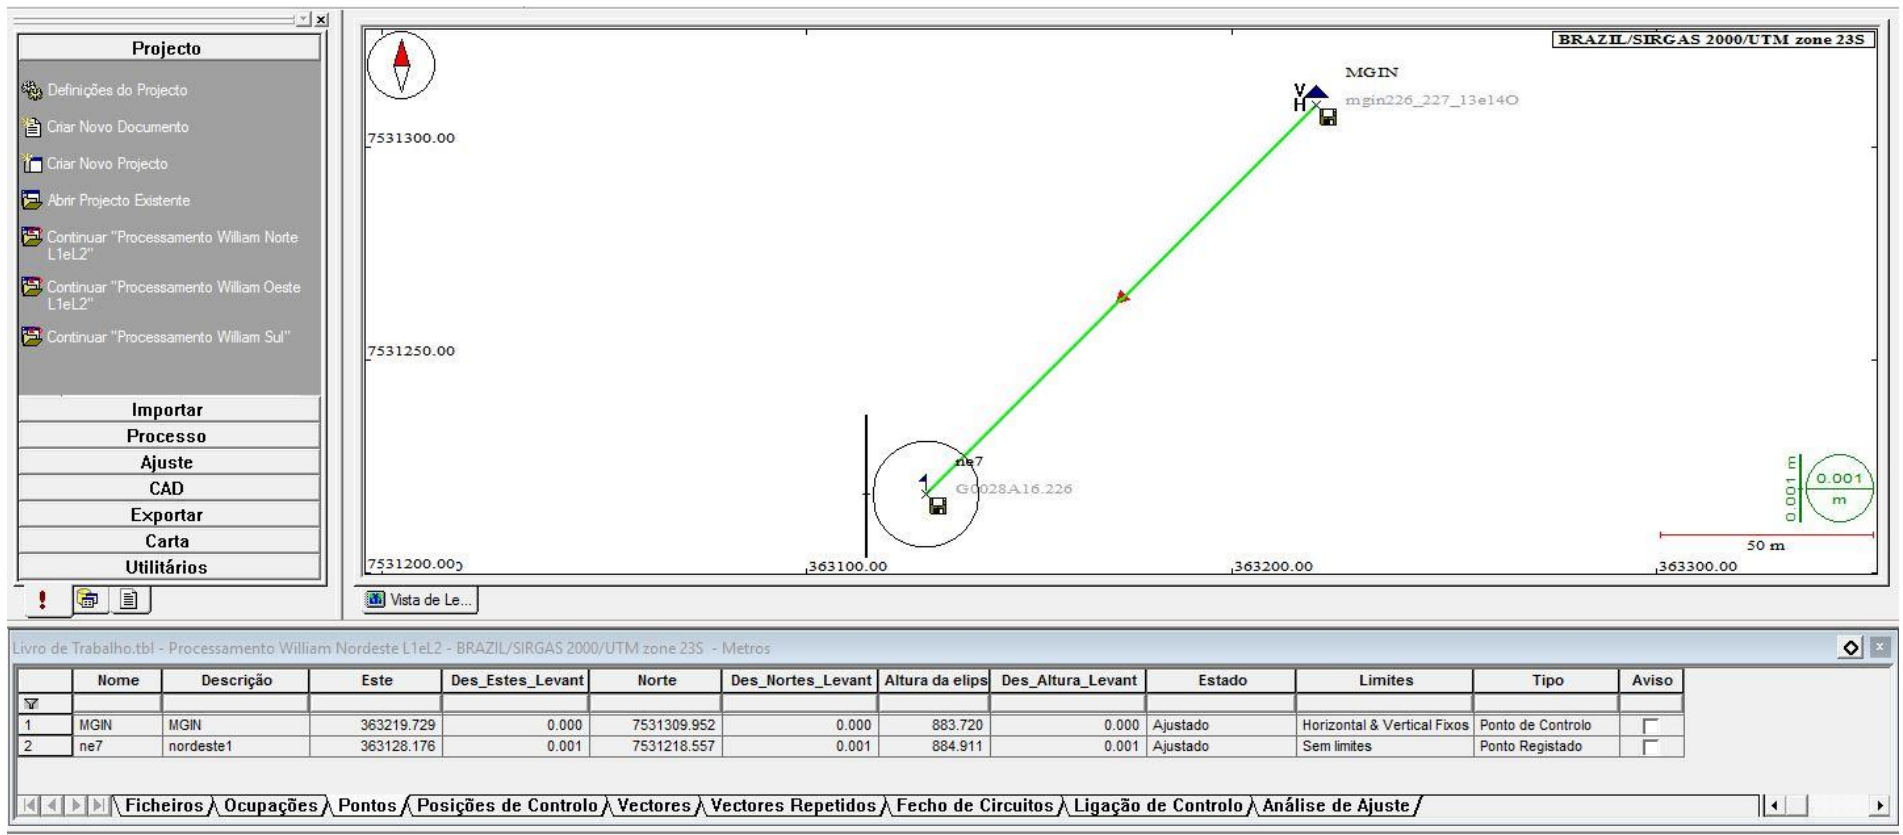 Projecto
Definições do Projecto
Criar Novo Documento
Criar Novo Projecto
Abrir Projecto Existente
Continuar "Processamento William Norte
L1eL2"
Continuar "Processamento William Oeste
L1eL2"
Continuar "Processamento William Sul"
Importar
Processo
Ajuste
CAD
Exportar
Carta
Utilitários
BRAZIL/SIRGAS 2000/UTM zone 23S
MGIN
V
H
mgin226_227_13e14O
7531300.00
7531250.00
ne7
1
G0028A16.226
0.001 m
0.001
m
50 m
7531200.00
363100.00
363200.00
363300.00
Vista de Le...
Livro de Trabalho.tbl - Processamento William Nordeste L1eL2 - BRAZIL/SIRGAS 2000/UTM zone 23S - Metros
Nome Descrição Este Des_Estes_Levant Norte Des_Nortes_Levant Altura da elips Des_Altura_Levant Estado Limites Tipo Aviso
1 MGIN MGIN 363219.729 0.000 7531309.952 0.000 883.720 0.000 Ajustado Horizontal & Vertical Fixos Ponto de Controlo
2 ne7 nordeste1 363128.176 0.001 7531218.557 0.001 884.911 0.001 Ajustado Sem limites Ponto Registado
Ficheiros Ocupações Pontos Posições de Controlo Vectores Vectores Repetidos Fecho de Circuitos Ligação de Controlo Análise de Ajuste